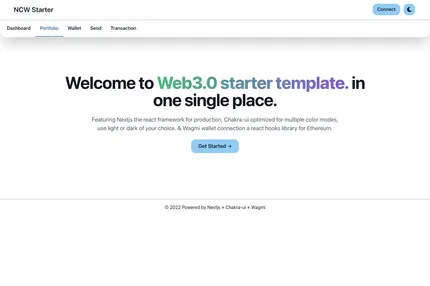 NCW Starter
Connect
Dashboard
Portfolio
Wallet
Send
Transaction
Welcome to Web3.0 starter template. in
one single place.
Featuring Nextjs the react framework for production, Chakra-ui optimized for multiple color modes,
use light or dark of your choice. & Wagmi wallet connection a react hooks library for Ethereum.
Get Started →
© 2022 Powered by Nextjs + Chakra-ui + Wagmi